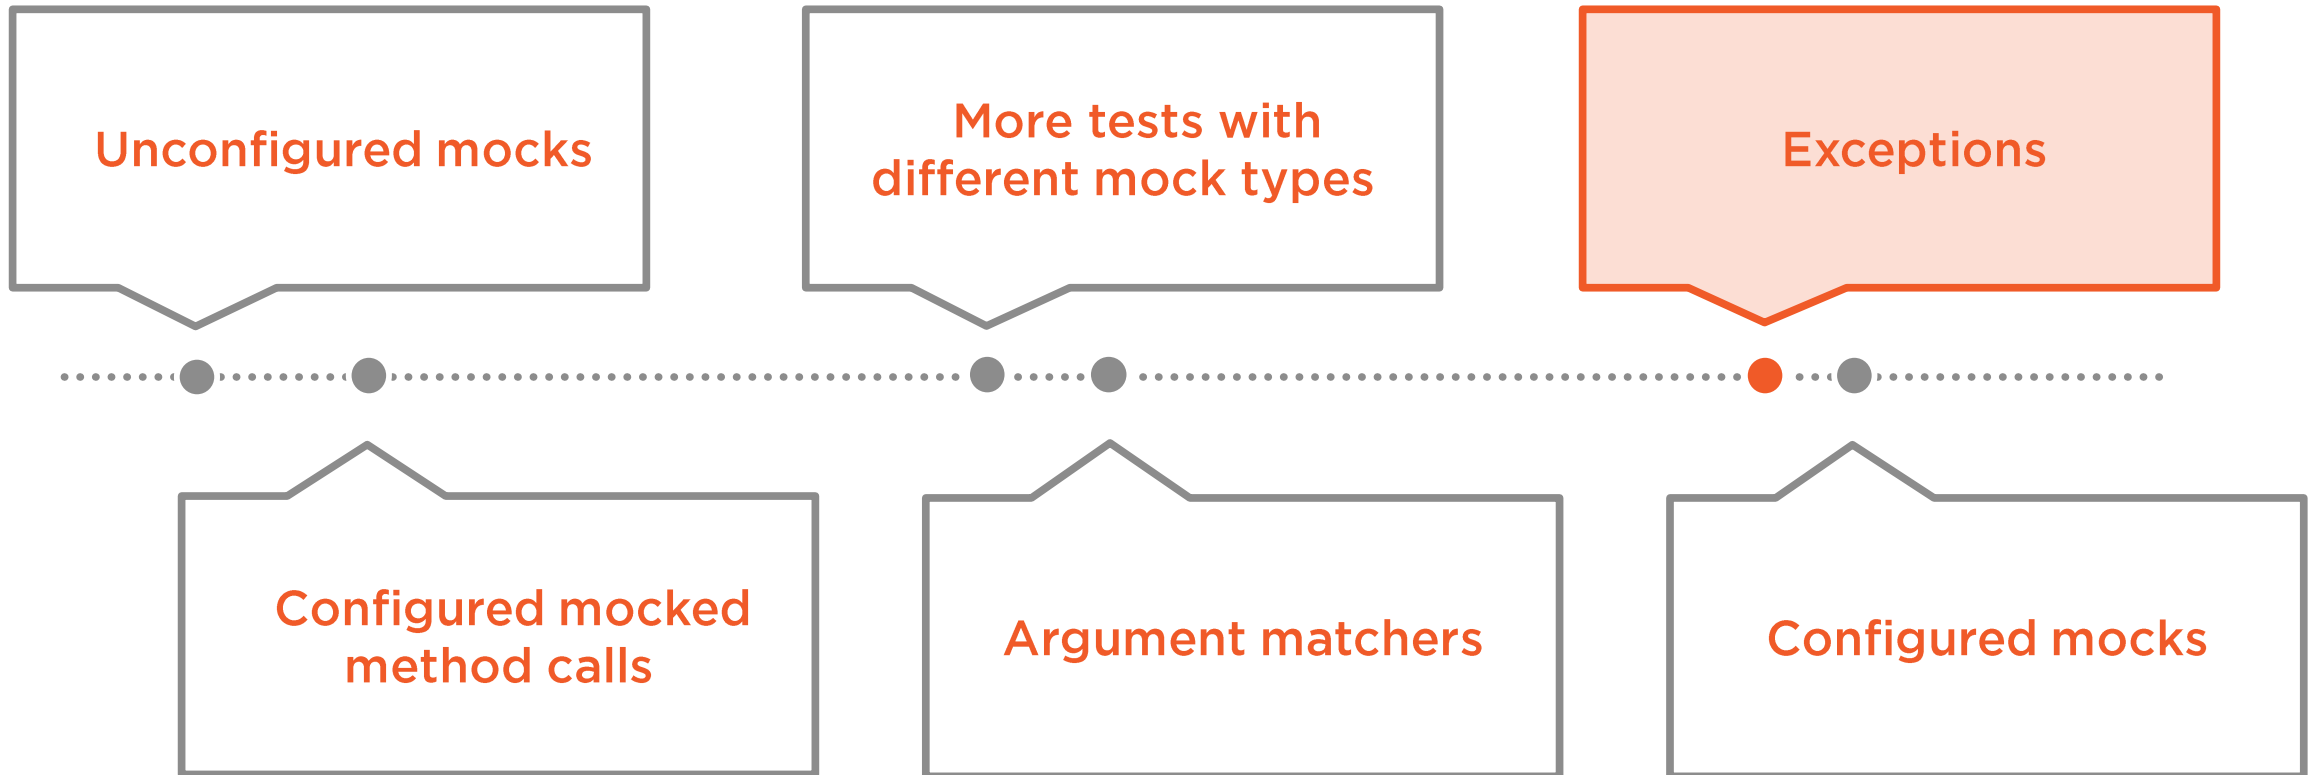 Unconfigured mocks
Configured mocked
method calls
More tests with
different mock types
Argument matchers
Exceptions
Configured mocks